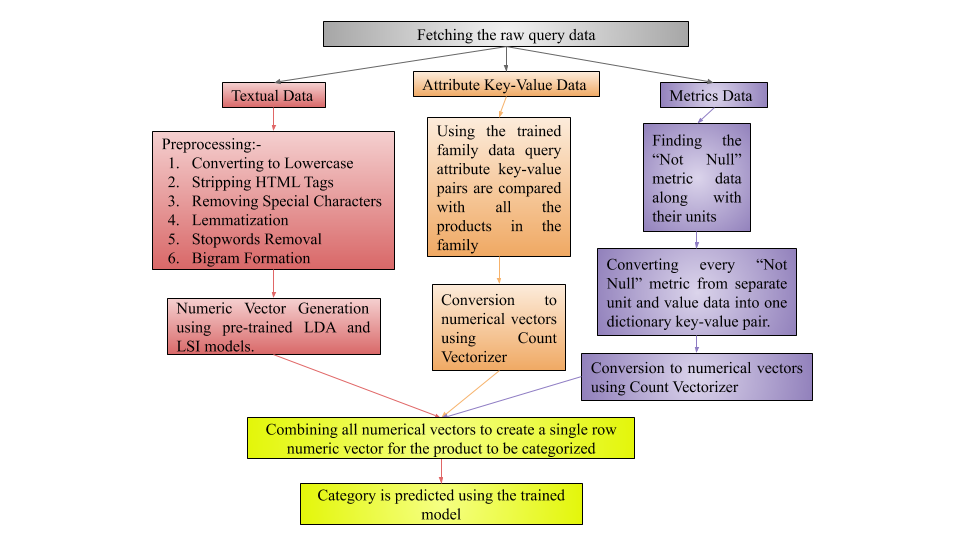 Fetching the raw query data
Textual Data
Attribute Key-Value Data
Metrics Data
Preprocessing:-
1. Converting to Lowercase
2. Stripping HTML Tags
3. Removing Special Characters
4. Lemmatization
5. Stopwords Removal
6. Bigram Formation
Using the trained
family data query
attribute key-value
pairs are compared
with all the
products in the
family
Finding the
“Not Null”
metric data
along with
their units
Numeric Vector Generation
using pre-trained LDA and
LSI models.
Conversion to
numerical vectors
using Count
Vectorizer
Converting every “Not
Null” metric from separate
unit and value data into one
dictionary key-value pair.
Conversion to numerical vectors
using Count Vectorizer
Combining all numerical vectors to create a single row
numeric vector for the product to be categorized
Category is predicted using the trained
model